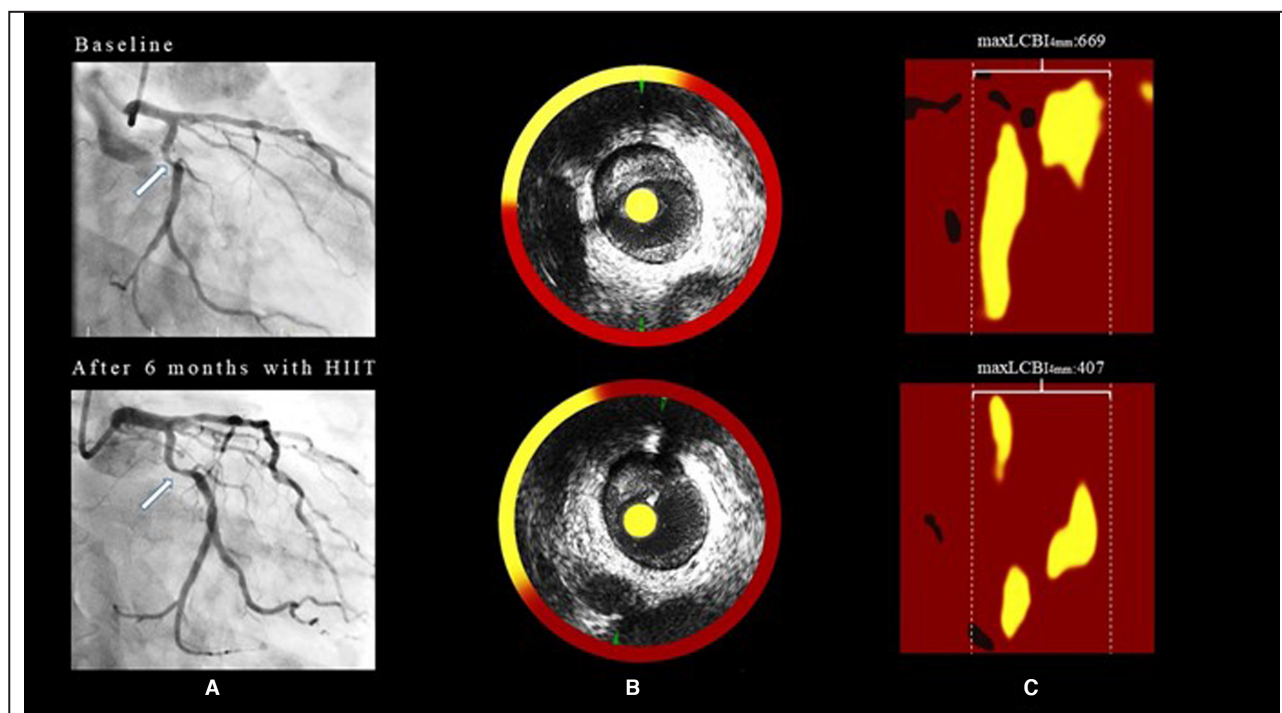 Baseline
maxLCBI4mm:669
After 6 months with HIIT
maxLCBI4mm:407
A
B
C